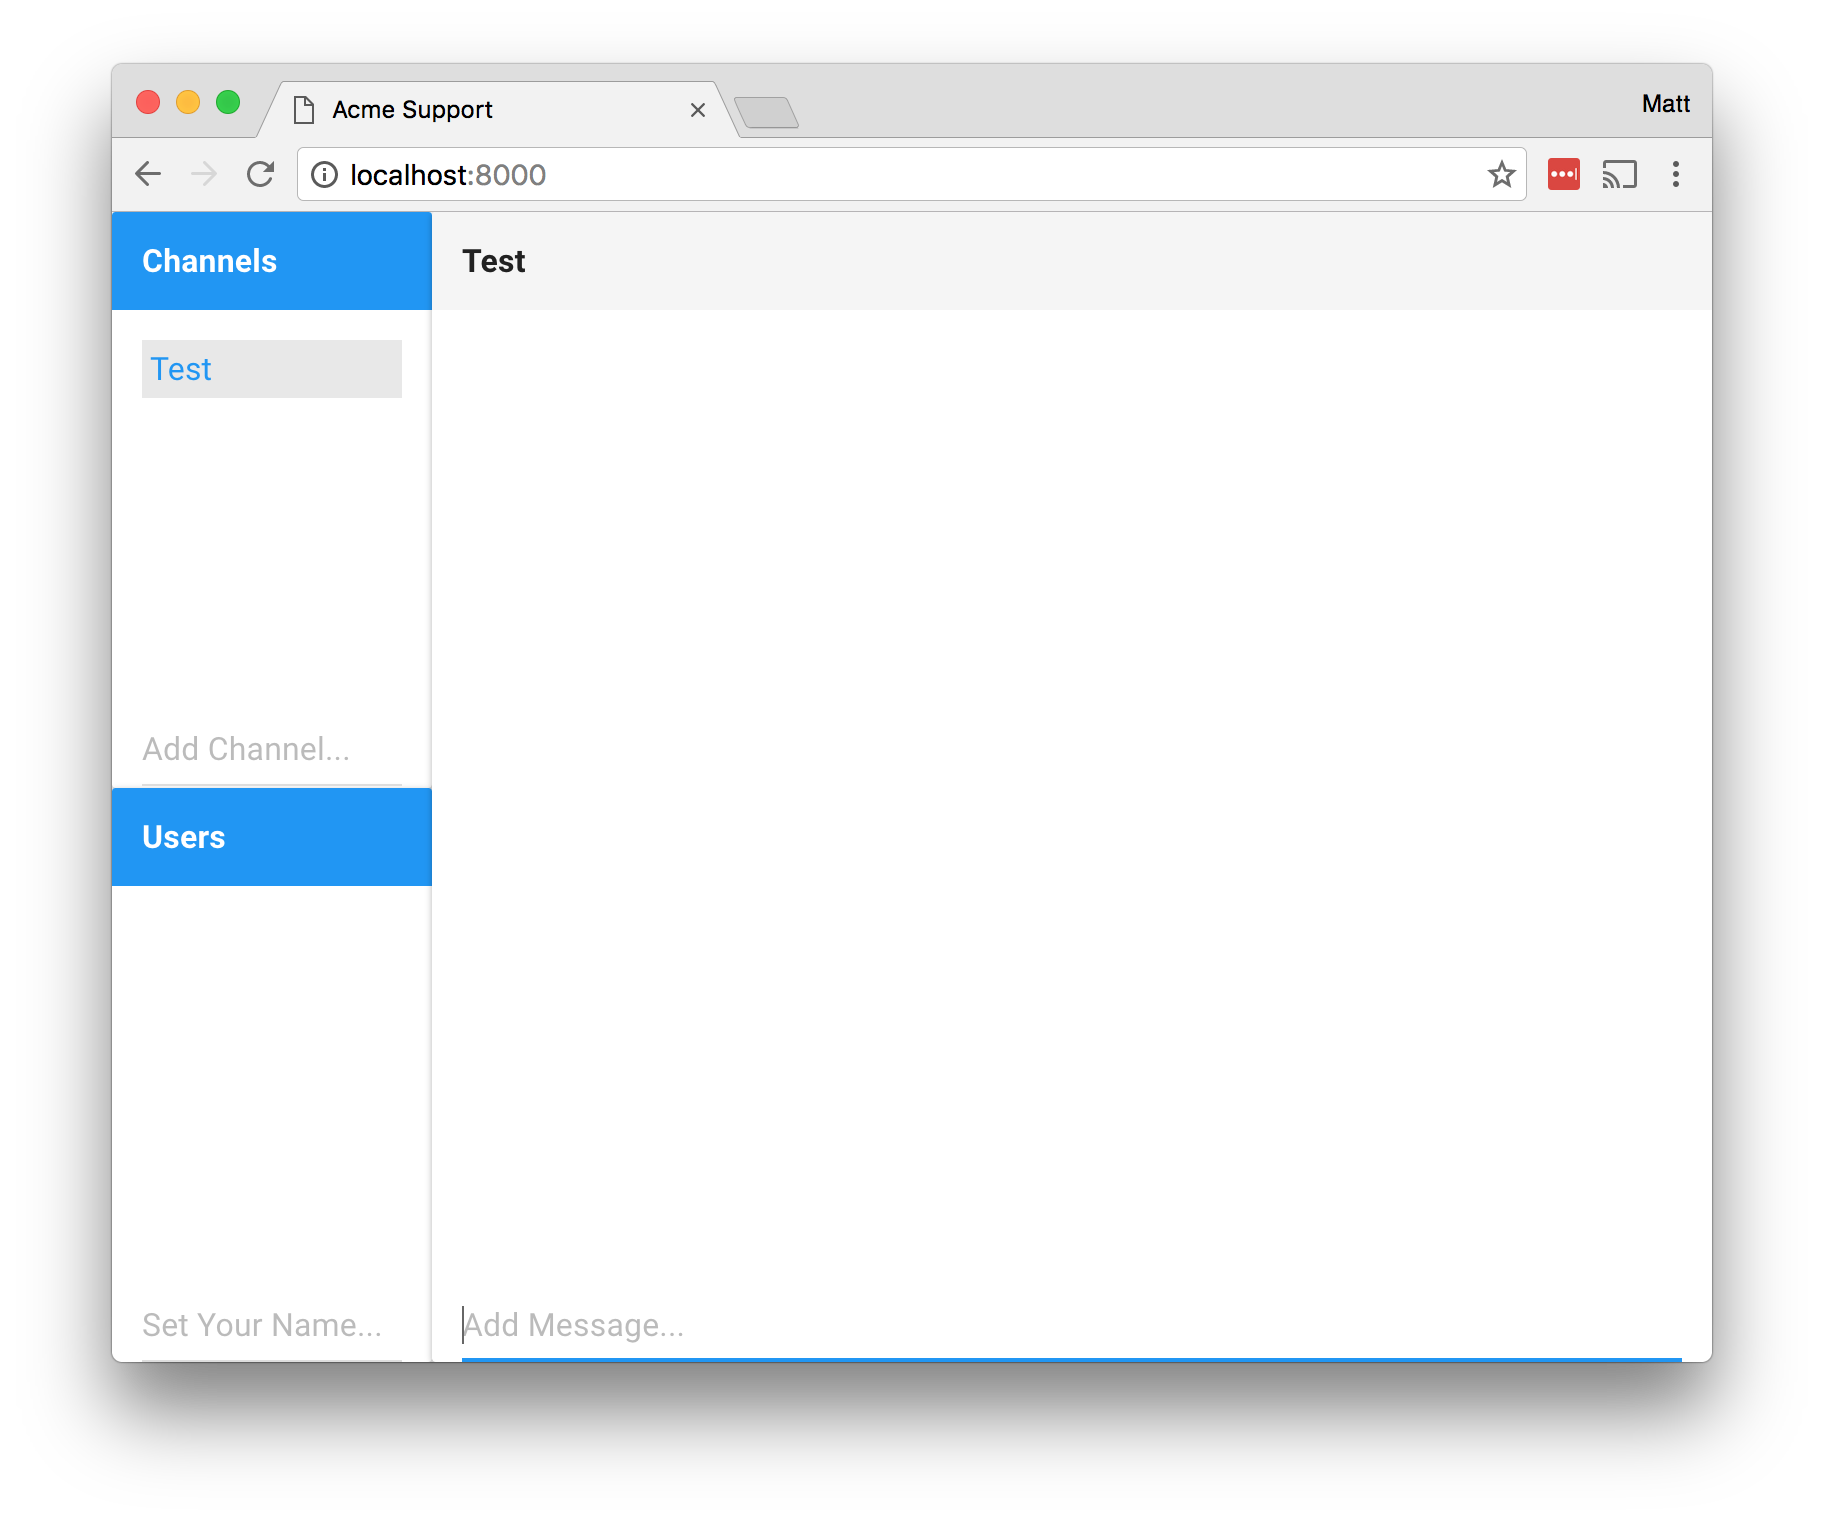 Acme Support
Matt
localhost:8000
Channels
Test
Test
Add Channel...
Users
Set Your Name...
Add Message...